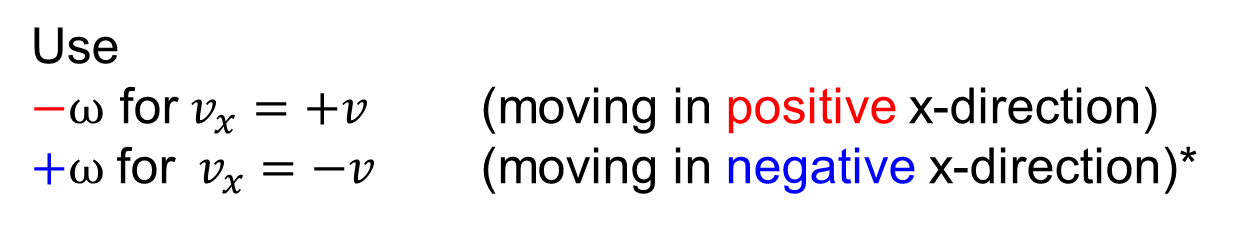 Use
−ω for 𝑣ₓ = +𝑣 (moving in positive x-direction)
+ω for 𝑣ₓ = −𝑣 (moving in negative x-direction)*